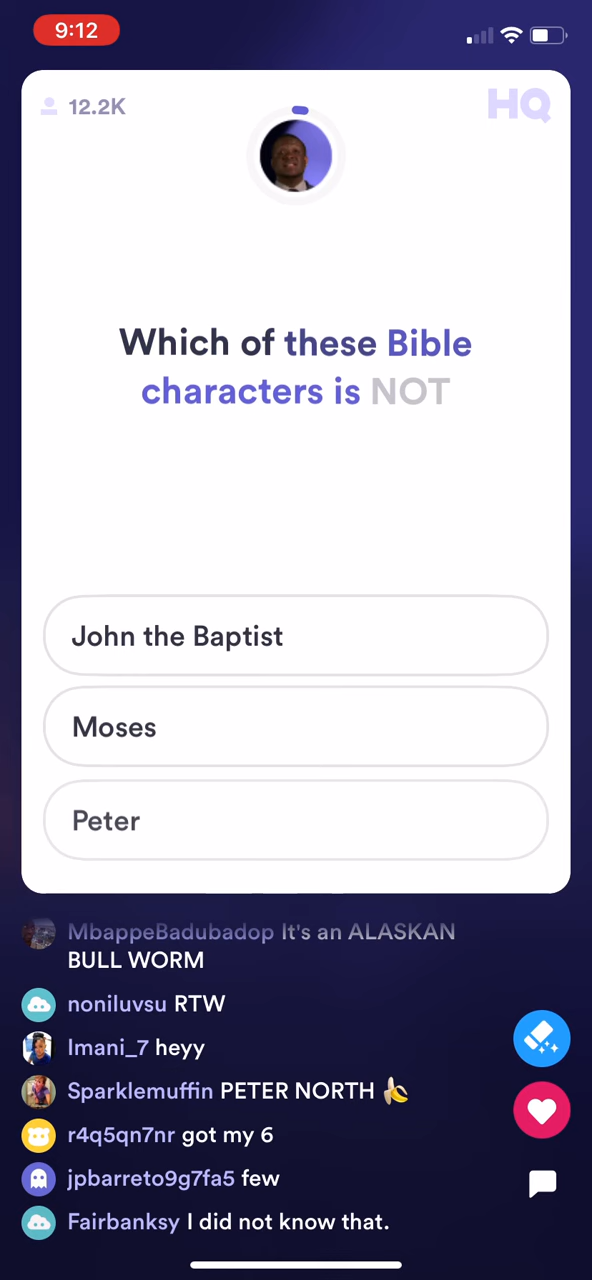 9:12
12.2K
HQ
Which of these Bible
characters is NOT
John the Baptist
Moses
Peter
MbappeBadubadop It's an ALASKAN
BULL WORM
noniluvsu RTW
Imani_7 heyy
Sparklemuffin PETER NORTH 🍌
r4q5qn7nr got my 6
jpbarreto9g7fa5 few
Fairbanksy I did not know that.